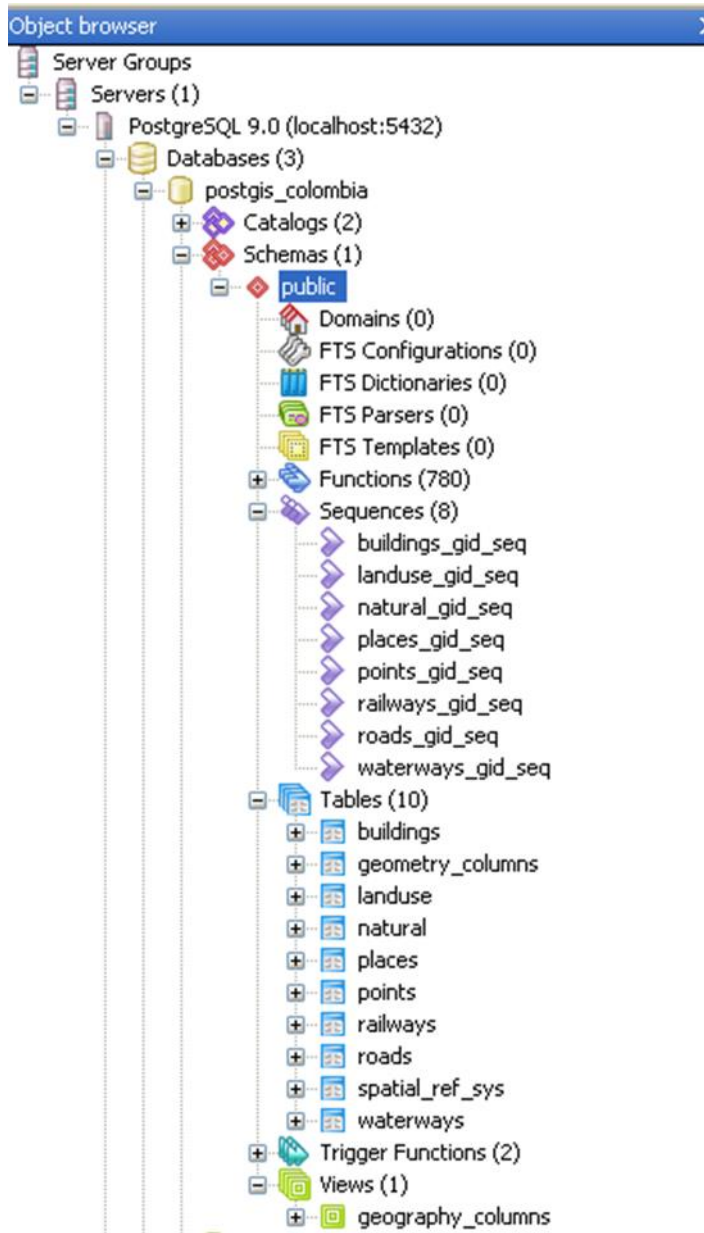 Object browser
Server Groups
Servers (1)
PostgreSQL 9.0 (localhost:5432)
Databases (3)
postgis_colombia
Catalogs (2)
Schemas (1)
public
Domains (0)
FTS Configurations (0)
FTS Dictionaries (0)
FTS Parsers (0)
FTS Templates (0)
Functions (780)
Sequences (8)
buildings_gid_seq
landuse_gid_seq
natural_gid_seq
places_gid_seq
points_gid_seq
railways_gid_seq
roads_gid_seq
waterways_gid_seq
Tables (10)
buildings
geometry_columns
landuse
natural
places
points
railways
roads
spatial_ref_sys
waterways
Trigger Functions (2)
Views (1)
geography_columns